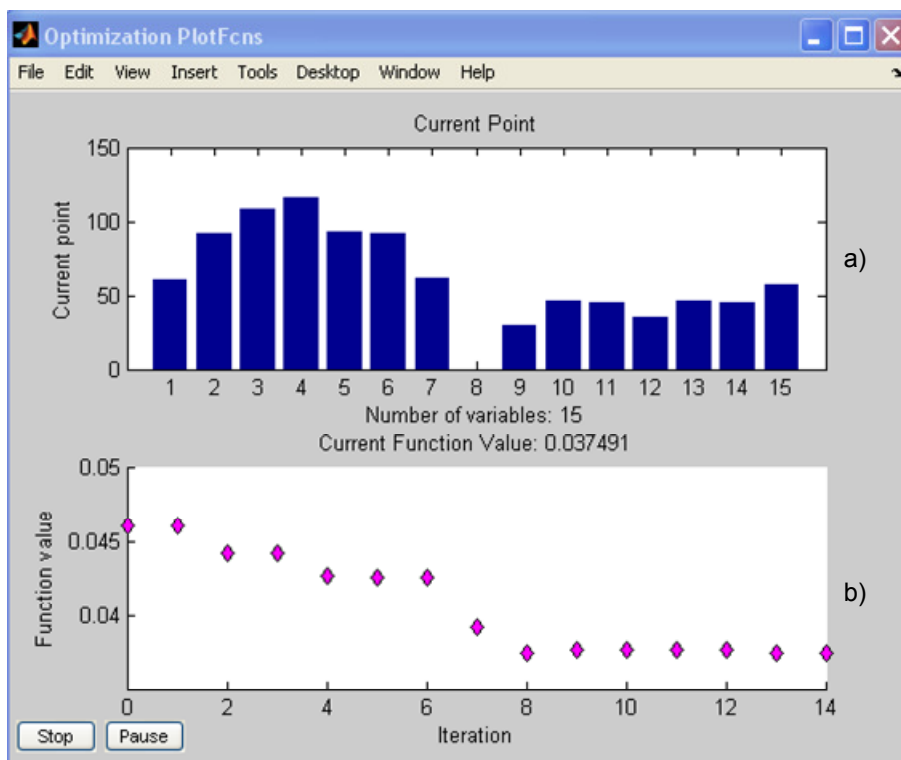 Optimization PlotFcns
File Edit View Insert Tools Desktop Window Help
Current Point
150
100
50
0
Current point
a)
1 2 3 4 5 6 7 8 9 10 11 12 13 14 15
Number of variables: 15
Current Function Value: 0.037491
0.05
0.045
0.04
Function value
b)
0 2 4 6 8 10 12 14
Iteration
Stop Pause